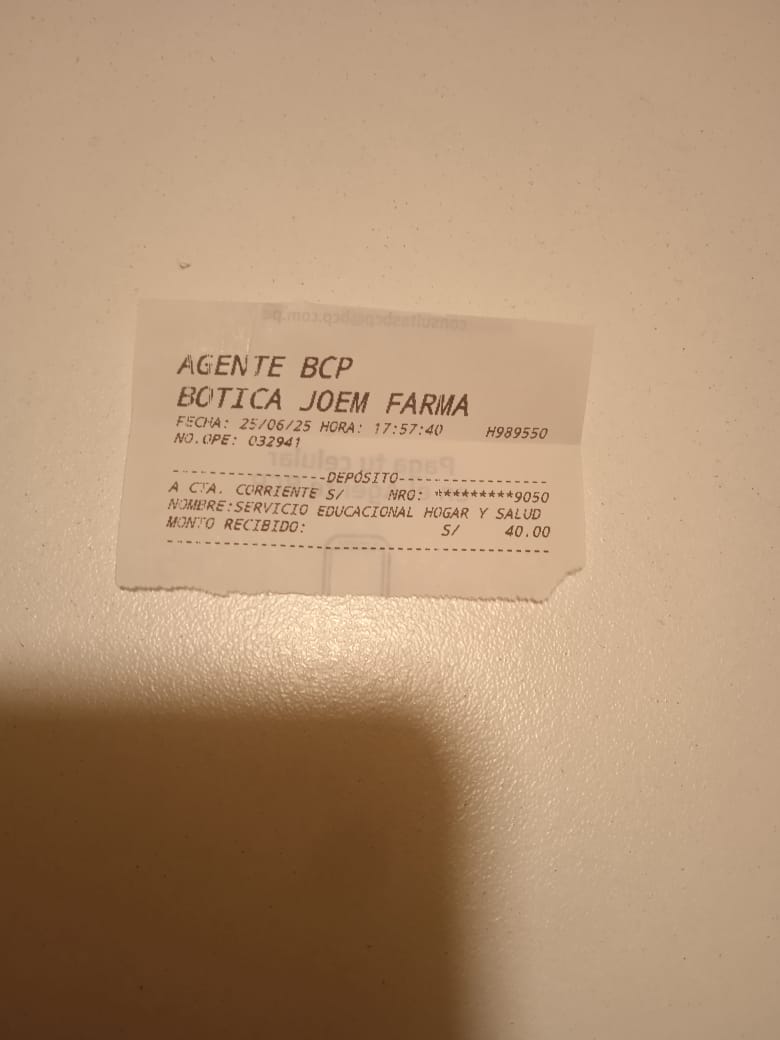 AGENTE BCP
BOTICA JOEM FARMA
FECHA: 25/06/25 HORA: 17:57:40 H989550
NO.OPE: 032941
--------------------DEPÓSITO--------------------
A CTA. CORRIENTE S/ NRO: *********9050
NOMBRE:SERVICIO EDUCACIONAL HOGAR Y SALUD
MONTO RECIBIDO: S/ 40.00